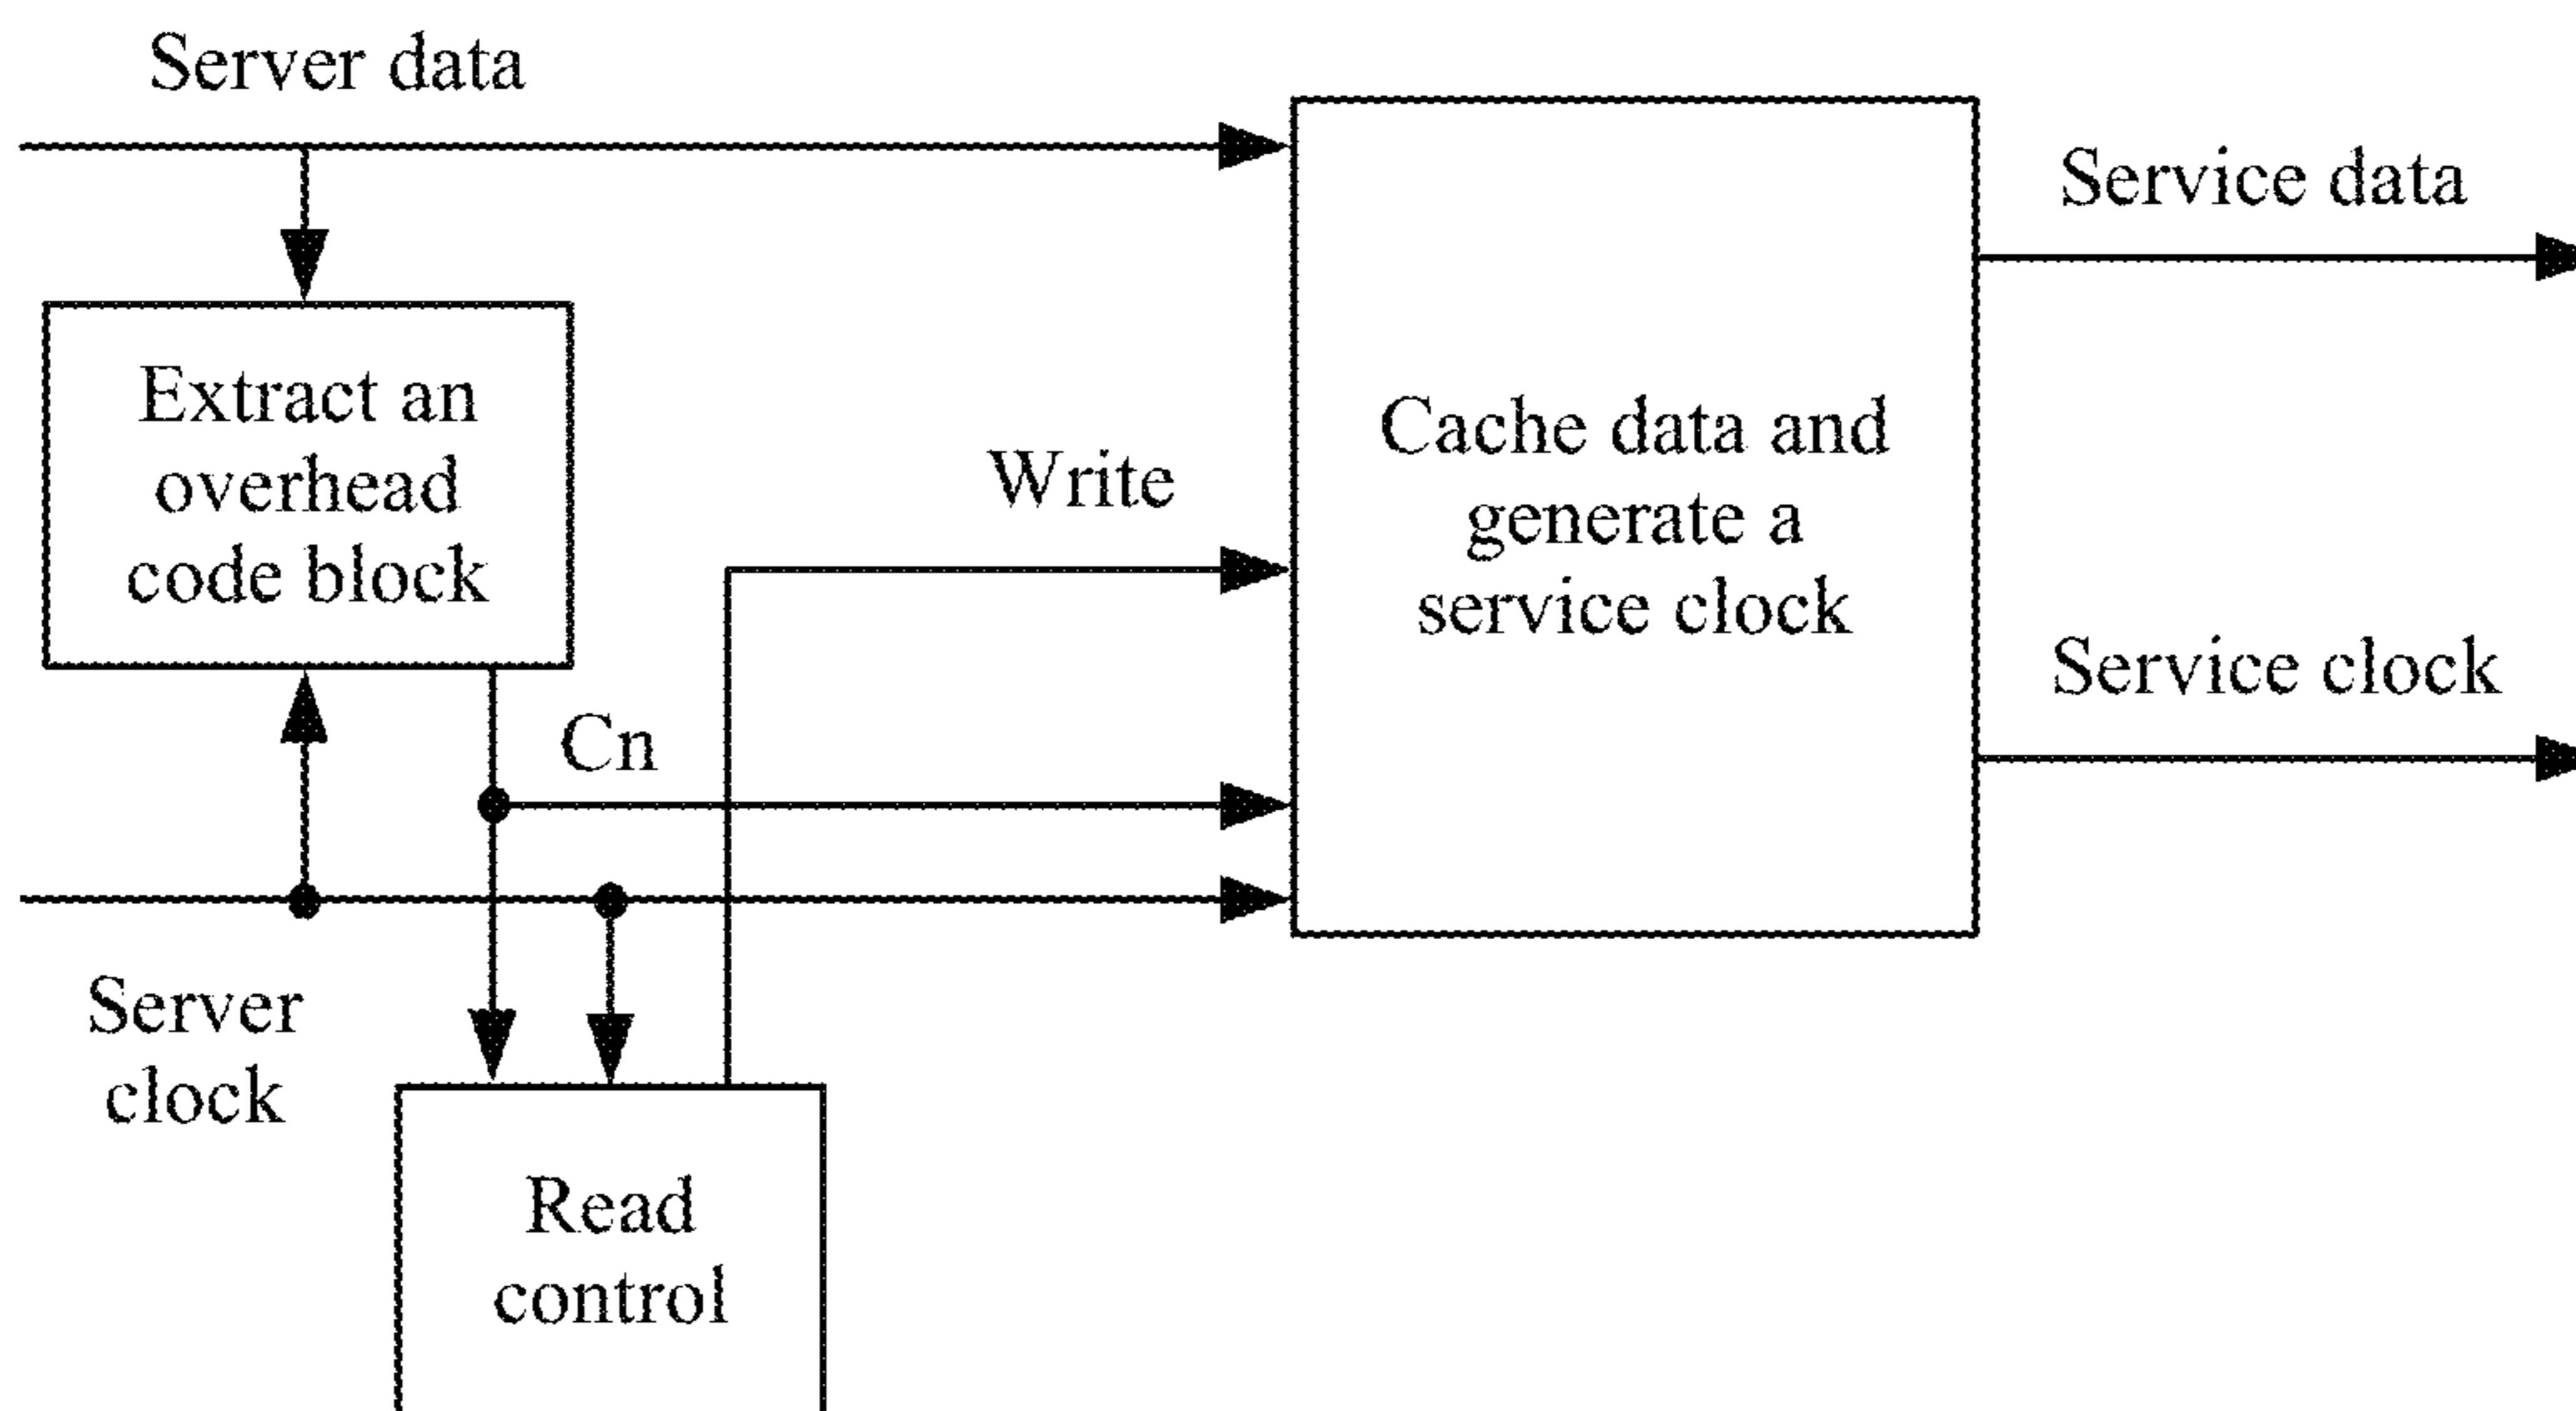 Server data
Service data
Extract an
overhead
code block
Write
Cache data and
generate a
service clock
Service clock
Cn
Server
clock
Read
control